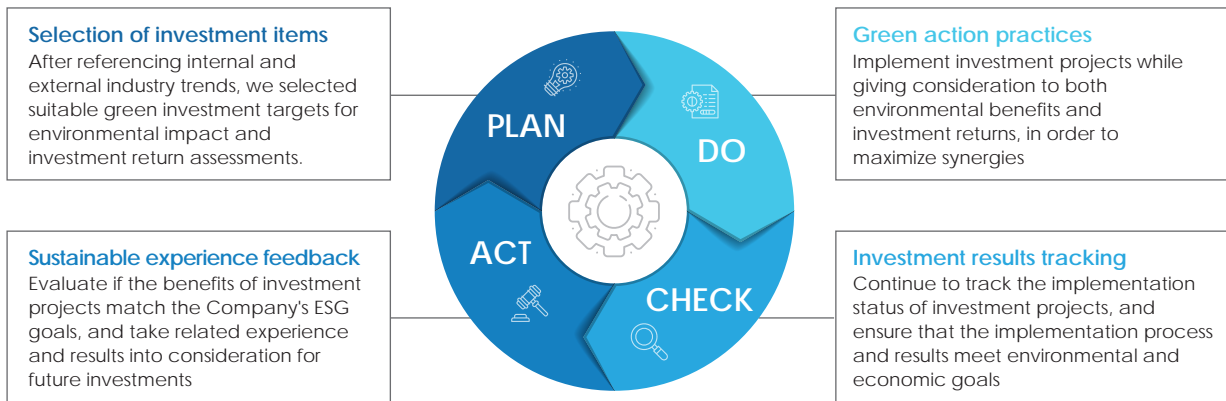 Selection of investment items
After referencing internal and
external industry trends, we selected
suitable green investment targets for
environmental impact and
investment return assessments.
PLAN
DO
Green action practices
Implement investment projects while
giving consideration to both
environmental benefits and
investment returns, in order to
maximize synergies
Sustainable experience feedback
Evaluate if the benefits of investment
projects match the Company's ESG
goals, and take related experience
and results into consideration for
future investments
ACT
CHECK
Investment results tracking
Continue to track the implementation
status of investment projects, and
ensure that the implementation process
and results meet environmental and
economic goals